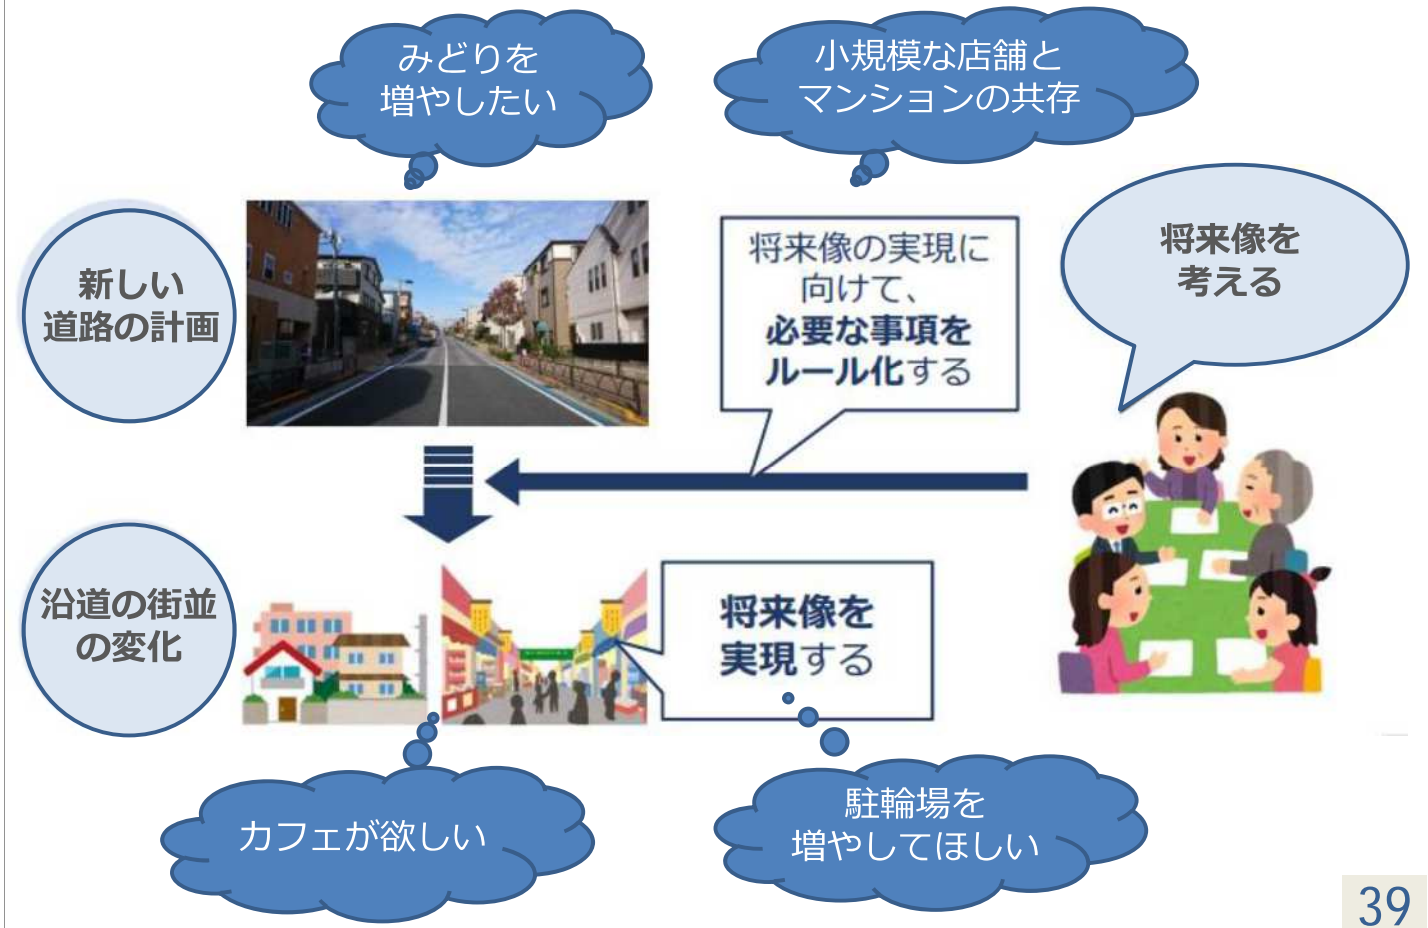 みどりを
増やしたい
小規模な店舗と
マンションの共存
新しい
道路の計画
将来像の実現に
向けて、
必要な事項を
ルール化する
将来像を
考える
沿道の街並
の変化
将来像を
実現する
カフェが欲しい
駐輪場を
増やしてほしい
39